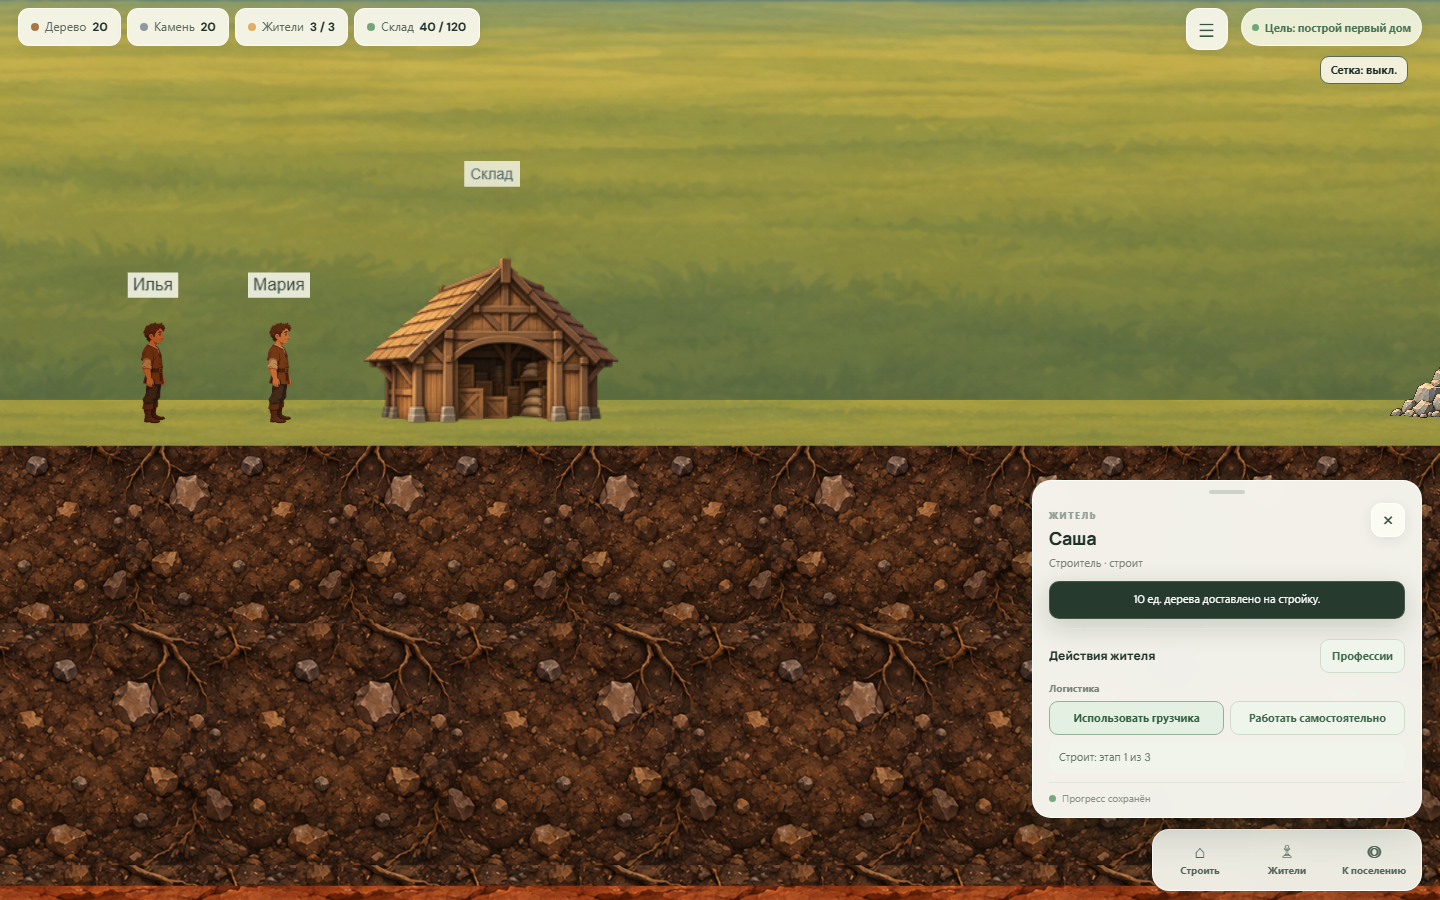 Дерево 20
Камень 20
Жители 3 / 3
Склад 40 / 120
Цель: построй первый дом
Сетка: выкл.
Склад
Илья
Мария
ЖИТЕЛЬ
Саша
Строитель · строит
10 ед. дерева доставлено на стройку.
Действия жителя
Профессии
Логистика
Использовать грузчика
Работать самостоятельно
Строит: этап 1 из 3
Прогресс сохранён
Строить
Жители
К поселению